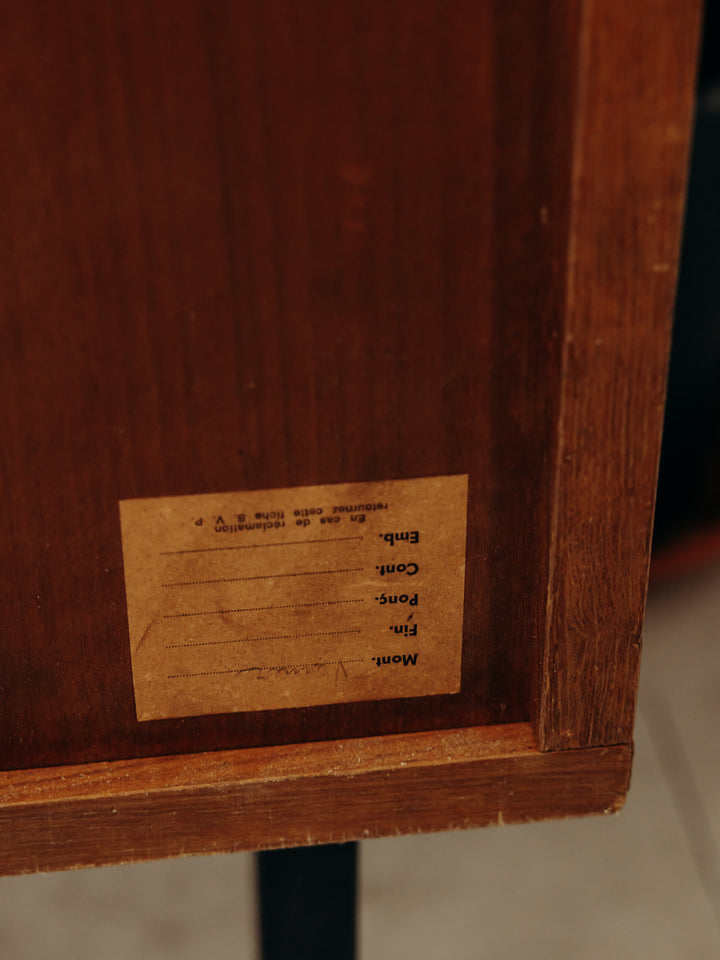 Mont.
Fin.
Ponç.
Cont.
Emb.
En cas de réclamation
retournez cette fiche S. V. P.